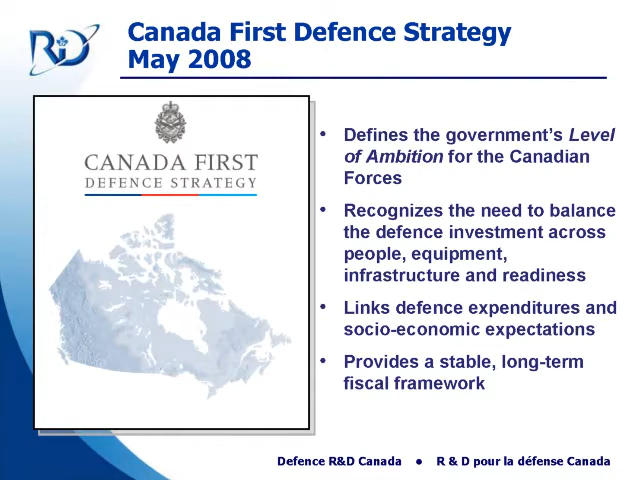 R&D
Canada First Defence Strategy
May 2008
CANADA FIRST
DEFENCE STRATEGY
• Defines the government’s Level
of Ambition for the Canadian
Forces
• Recognizes the need to balance
the defence investment across
people, equipment,
infrastructure and readiness
• Links defence expenditures and
socio-economic expectations
• Provides a stable, long-term
fiscal framework
Defence R&D Canada • R & D pour la défense Canada